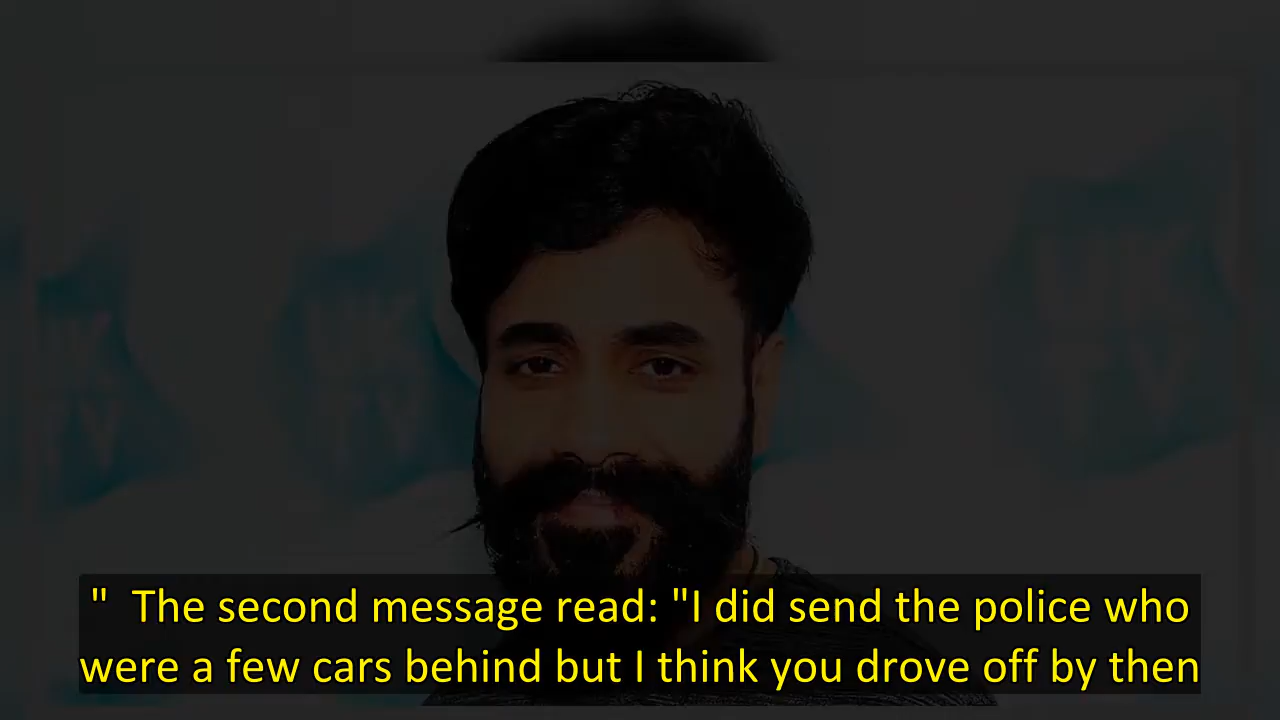 " The second message read: "I did send the police who
were a few cars behind but I think you drove off by then